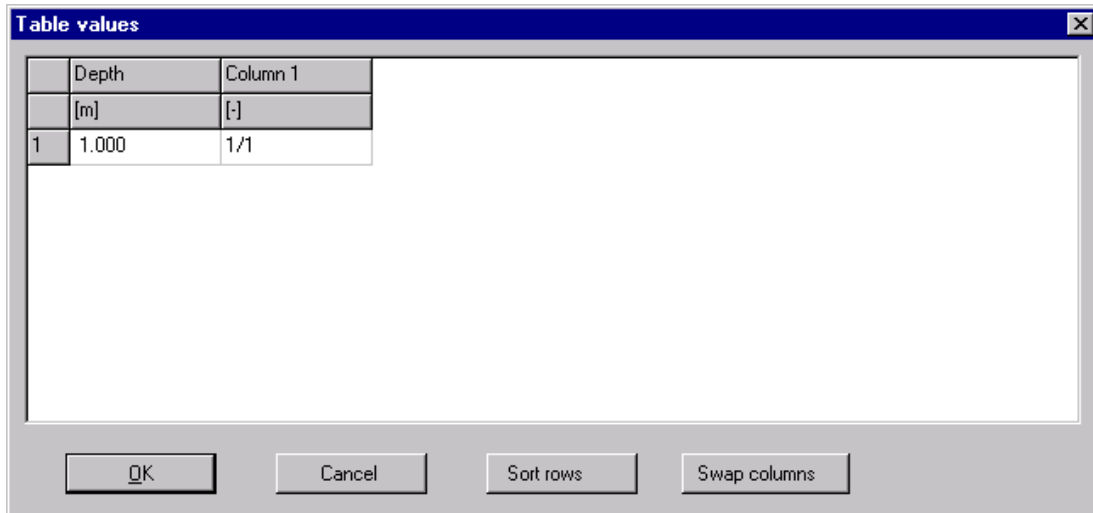 Table values
Depth Column 1
[m] [-]
1 1.000 1/1
OK Cancel Sort rows Swap columns